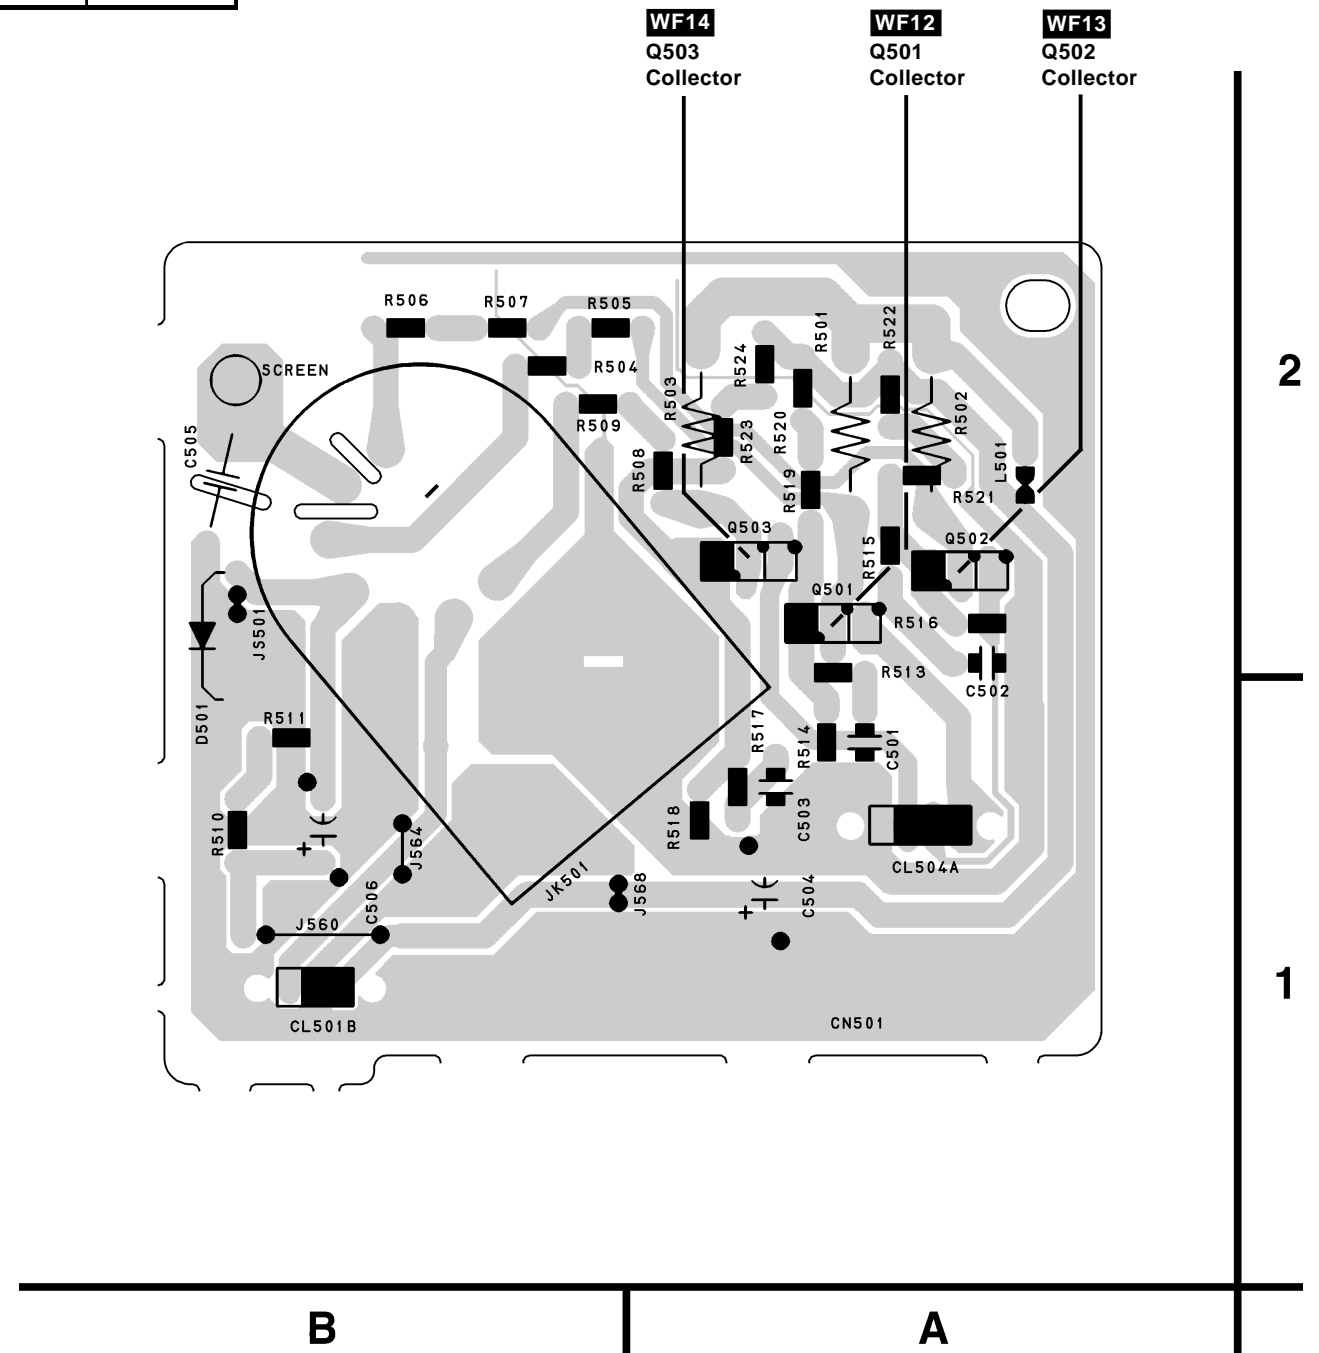 WF14
Q503
Collector
WF12
Q501
Collector
WF13
Q502
Collector
R506
R507
R505
R501
R522
R524
SCREEN
R504
R503
R502
R509
R520
R523
C505
R508
R519
L501
R521
Q503
R515
Q502
Q501
R516
JS501
R513
C502
D501
R511
R517
R514
C501
R510
J564
R518
C503
CL504A
JK501
J568
C504
C506
J560
CL501B
CN501
2
1
B
A